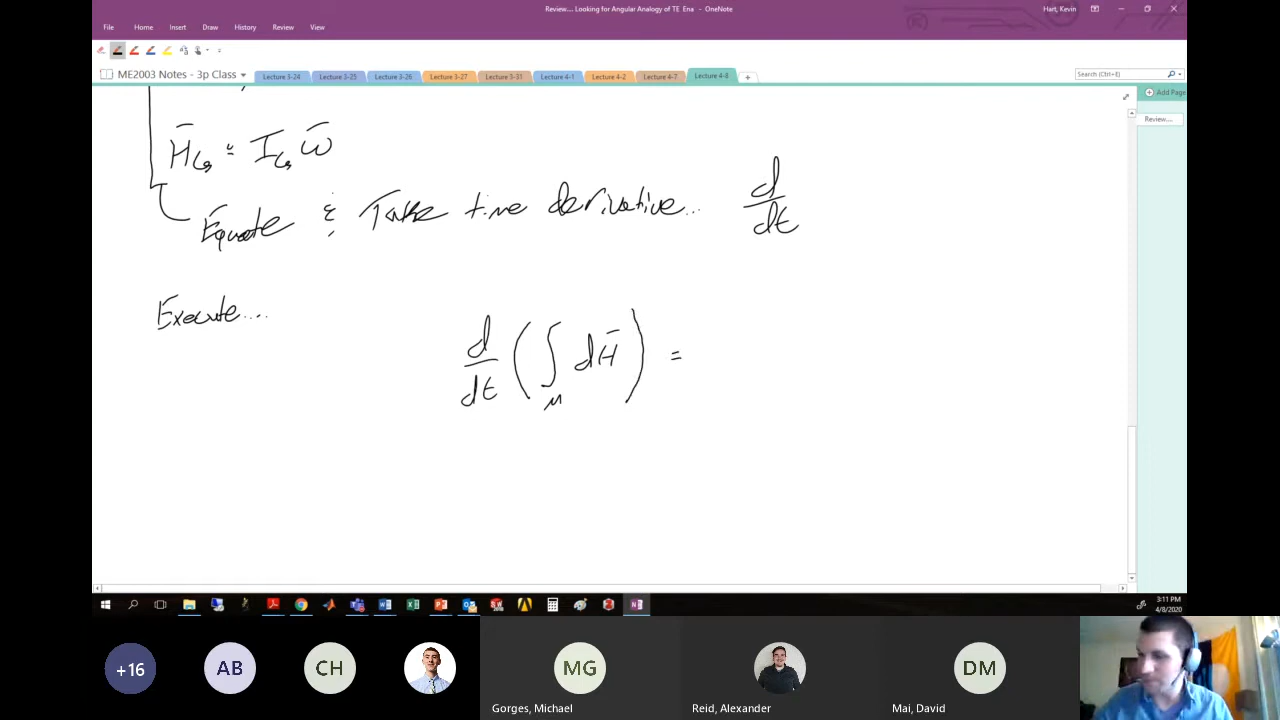 Review.... Looking for Angular Analogy of TE Ena - OneNote
Hart, Kevin
File Home Insert Draw History Review View
ME2003 Notes - 3p Class
Lecture 3-24 Lecture 3-25 Lecture 3-26 Lecture 3-27 Lecture 3-31 Lecture 4-1 Lecture 4-2 Lecture 4-7 Lecture 4-8
Search (Ctrl+E)
Add Page
Review....
H̄G = IG ω̄
Equate & Take time derivative... d/dt
Execute....
d/dt (∫M dH̄) =
3:11 PM
4/8/2020
+16 AB CH MG DM
Gorges, Michael Reid, Alexander Mai, David